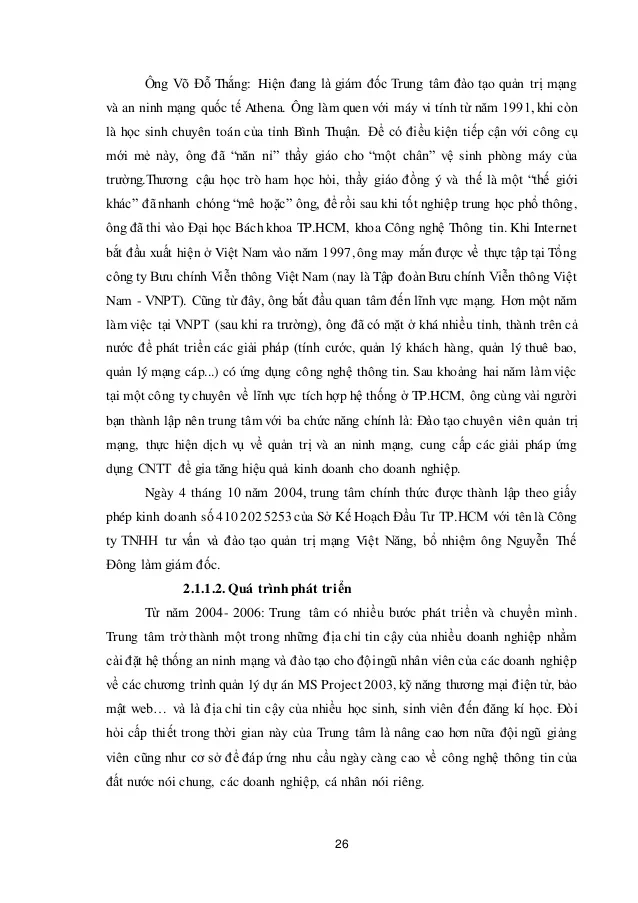 Ông Võ Đỗ Thắng: Hiện đang là giám đốc Trung tâm đào tạo quản trị mạng
và an ninh mạng quốc tế Athena. Ông làm quen với máy vi tính từ năm 1991, khi còn
là học sinh chuyên toán của tỉnh Bình Thuận. Để có điều kiện tiếp cận với công cụ
mới mẻ này, ông đã “năn nỉ” thầy giáo cho “một chân” vệ sinh phòng máy của
trường.Thương cậu học trò ham học hỏi, thầy giáo đồng ý và thế là một “thế giới
khác” đã nhanh chóng “mê hoặc” ông, để rồi sau khi tốt nghiệp trung học phổ thông,
ông đã thi vào Đại học Bách khoa TP.HCM, khoa Công nghệ Thông tin. Khi Internet
bắt đầu xuất hiện ở Việt Nam vào năm 1997, ông may mắn được về thực tập tại Tổng
công ty Bưu chính Viễn thông Việt Nam (nay là Tập đoàn Bưu chính Viễn thông Việt
Nam - VNPT). Cũng từ đây, ông bắt đầu quan tâm đến lĩnh vực mạng. Hơn một năm
làm việc tại VNPT (sau khi ra trường), ông đã có mặt ở khá nhiều tỉnh, thành trên cả
nước để phát triển các giải pháp (tính cước, quản lý khách hàng, quản lý thuê bao,
quản lý mạng cáp...) có ứng dụng công nghệ thông tin. Sau khoảng hai năm làm việc
tại một công ty chuyên về lĩnh vực tích hợp hệ thống ở TP.HCM, ông cùng vài người
bạn thành lập nên trung tâm với ba chức năng chính là: Đào tạo chuyên viên quản trị
mạng, thực hiện dịch vụ về quản trị và an ninh mạng, cung cấp các giải pháp ứng
dụng CNTT để gia tăng hiệu quả kinh doanh cho doanh nghiệp.
Ngày 4 tháng 10 năm 2004, trung tâm chính thức được thành lập theo giấy
phép kinh doanh số 410 202 5253 của Sở Kế Hoạch Đầu Tư TP.HCM với tên là Công
ty TNHH tư vấn và đào tạo quản trị mạng Việt Năng, bổ nhiệm ông Nguyễn Thế
Đông làm giám đốc.
2.1.1.2. Quá trình phát triển
Từ năm 2004- 2006: Trung tâm có nhiều bước phát triển và chuyển mình.
Trung tâm trở thành một trong những địa chỉ tin cậy của nhiều doanh nghiệp nhằm
cài đặt hệ thống an ninh mạng và đào tạo cho đội ngũ nhân viên của các doanh nghiệp
về các chương trình quản lý dự án MS Project 2003, kỹ năng thương mại điện tử, bảo
mật web… và là địa chỉ tin cậy của nhiều học sinh, sinh viên đến đăng kí học. Đòi
hỏi cấp thiết trong thời gian này của Trung tâm là nâng cao hơn nữa đội ngũ giảng
viên cũng như cơ sở để đáp ứng nhu cầu ngày càng cao về công nghệ thông tin của
đất nước nói chung, các doanh nghiệp, cá nhân nói riêng.
26